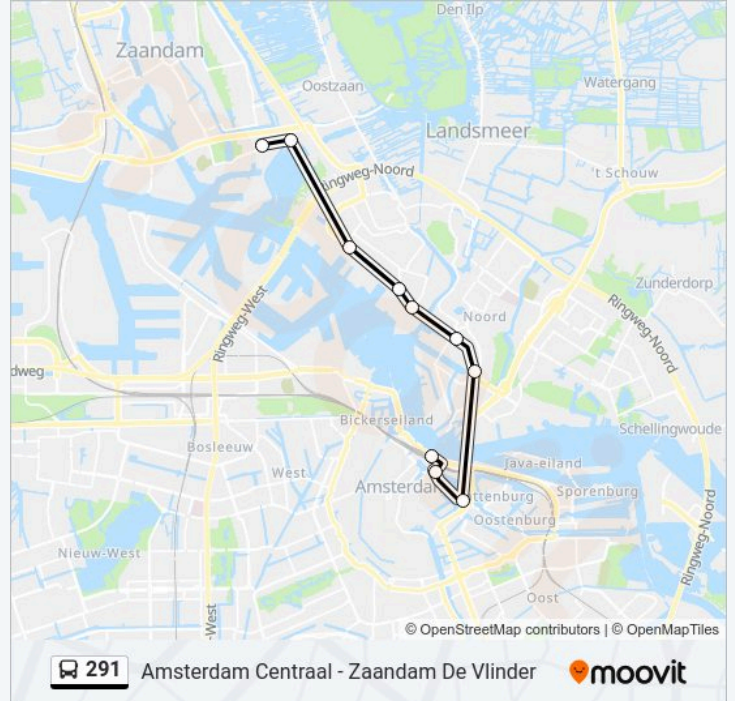 Den Ilp
Zaandam
Oostzaan
Watergang
Landsmeer
't Schouw
Ringweg-Noord
Zunderdorp
Ringweg-West
Noord
Ringweg-Noord
dweg
Bickerseiland
Schellingwoude
Bosleeuw
West
Java-eiland
Amsterdam
ttenburg
Sporenburg
Oostenburg
Nieuw-West
Ringweg-Noord
Oost
-West
© OpenStreetMap contributors | © OpenMapTiles
291 Amsterdam Centraal - Zaandam De Vlinder moovit